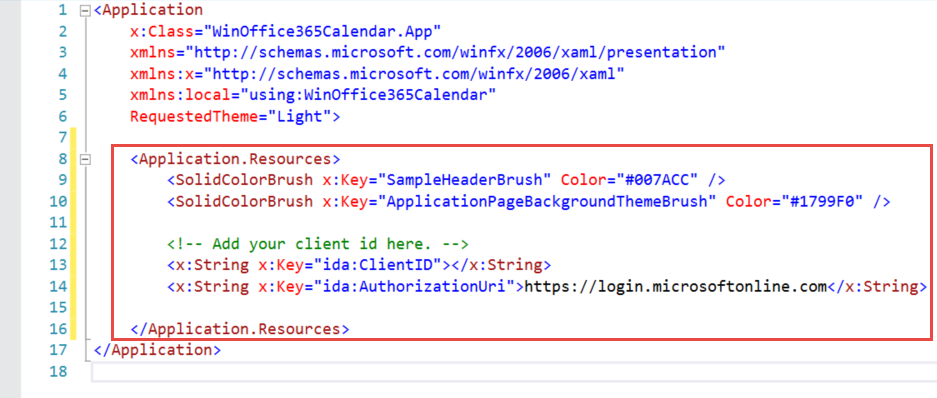 1 <Application
2 x:Class="WinOffice365Calendar.App"
3 xmlns="http://schemas.microsoft.com/winfx/2006/xaml/presentation"
4 xmlns:x="http://schemas.microsoft.com/winfx/2006/xaml"
5 xmlns:local="using:WinOffice365Calendar"
6 RequestedTheme="Light">
7
8 <Application.Resources>
9 <SolidColorBrush x:Key="SampleHeaderBrush" Color="#007ACC" />
10 <SolidColorBrush x:Key="ApplicationPageBackgroundThemeBrush" Color="#1799F0" />
11
12 <!-- Add your client id here. -->
13 <x:String x:Key="ida:ClientID"></x:String>
14 <x:String x:Key="ida:AuthorizationUri">https://login.microsoftonline.com</x:String>
15
16 </Application.Resources>
17 </Application>
18